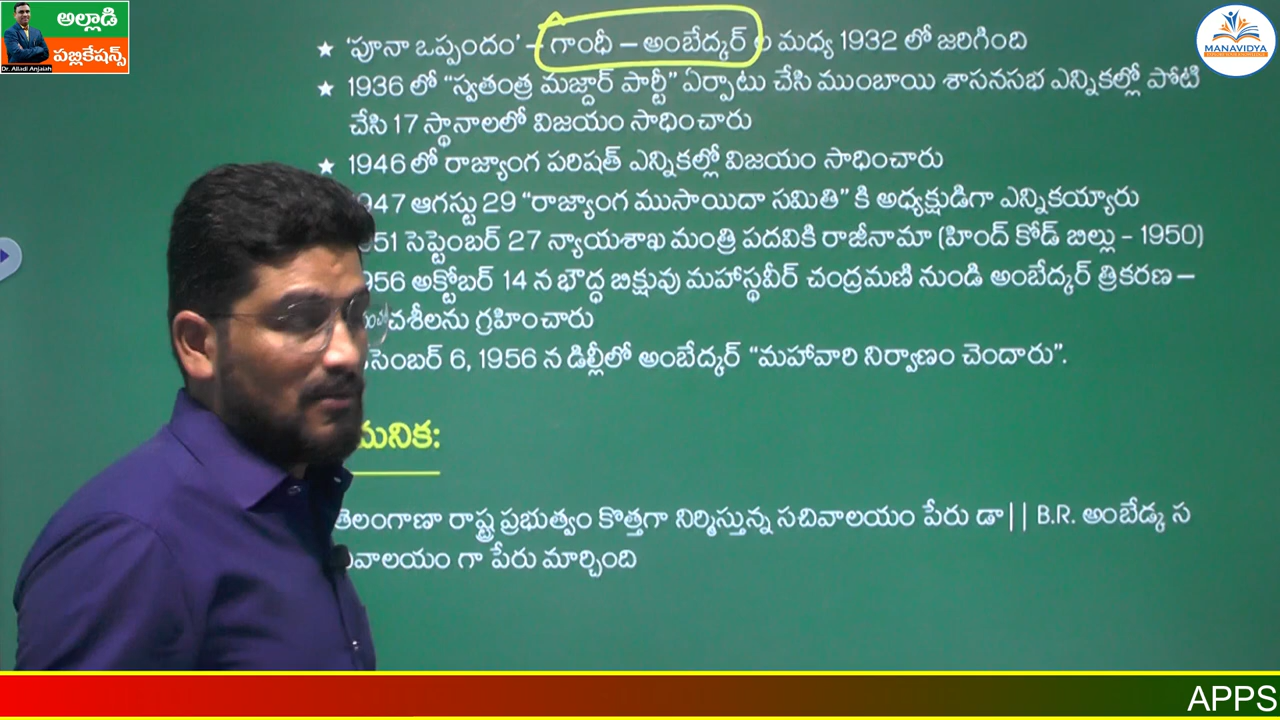 అల్లాడి
పబ్లికేషన్స్
Dr. Alladi Anjaiah
MANAVIDYA
★ ‘పూనా ఒప్పందం’ – గాంధీ – అంబేద్కర్ ల మధ్య 1932 లో జరిగింది
★ 1936 లో “స్వతంత్ర మజ్దూర్ పార్టీ” ఏర్పాటు చేసి ముంబాయి శాసనసభ ఎన్నికల్లో పోటి
చేసి 17 స్థానాలలో విజయం సాధించారు
★ 1946 లో రాజ్యాంగ పరిషత్ ఎన్నికల్లో విజయం సాధించారు
947 ఆగస్టు 29 “రాజ్యాంగ ముసాయిదా సమితి” కి అధ్యక్షుడిగా ఎన్నికయ్యారు
951 సెప్టెంబర్ 27 న్యాయశాఖ మంత్రి పదవికి రాజీనామా (హింద్ కోడ్ బిల్లు – 1950)
956 అక్టోబర్ 14 న భౌద్ధ బిక్షువు మహాస్థవీర్ చంద్రమణి నుండి అంబేద్కర్ త్రికరణ –
చశీలను గ్రహించారు
సెంబర్ 6, 1956 న డిల్లీలో అంబేద్కర్ “మహావారి నిర్వాణం చెందారు”.
మనిక:
తెలంగాణా రాష్ట్ర ప్రభుత్వం కొత్తగా నిర్మిస్తున్న సచివాలయం పేరు డా|| B.R. అంబేడ్క స
వాలయం గా పేరు మార్చింది
APPS